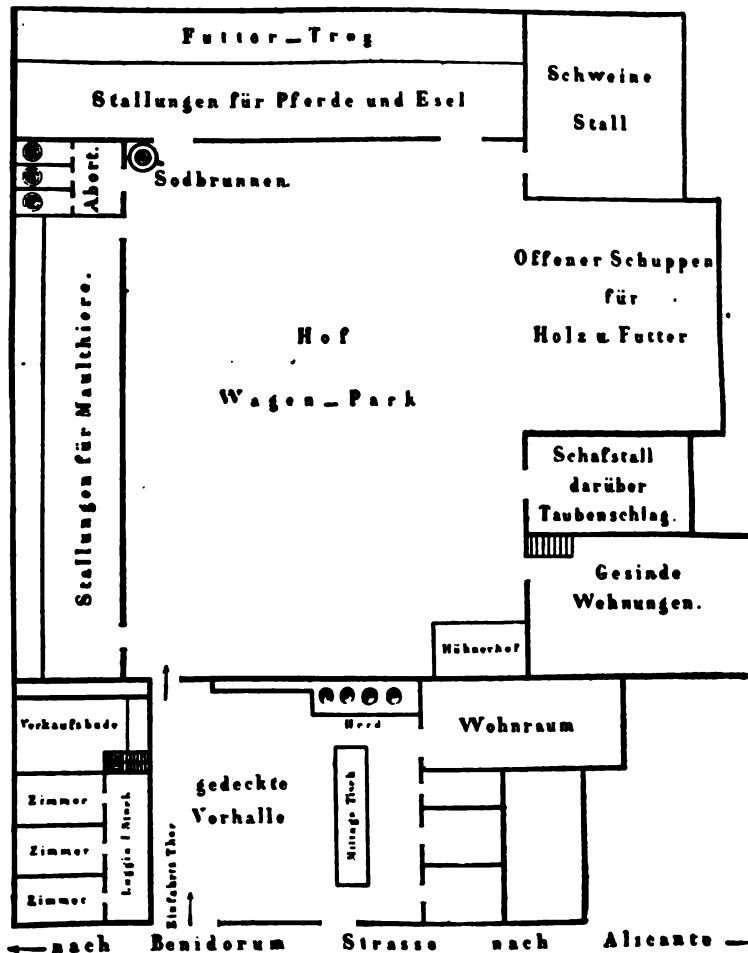 Futter_Trog
Stallungen für Pferde und Esel
Schweine
Stall
Abort.
Sodbrunnen.
Offener Schuppen
für
Holz u. Futter
Hof
Wagen_Park
Stallungen für Maulthiere.
Schafstall
darüber
Taubenschlag.
Gesinde
Wohnungen.
Hühnerhof
Verkaufsbude
Herd
Wohnraum
gedeckte
Vorhalle
Mittags Tisch
Zimmer
Zimmer
Zimmer
Loggia I Stock
Einfahrts Thor
nach Benidorum Strasse nach Alicante